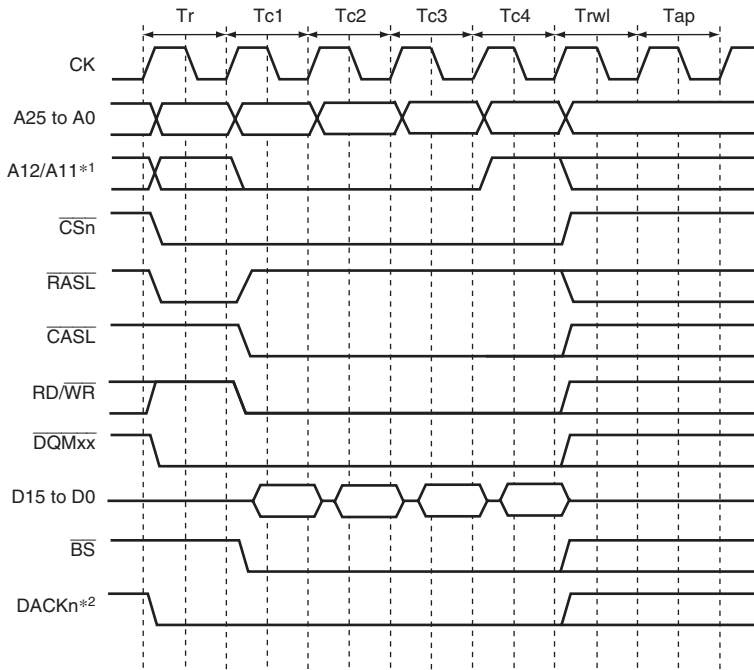 Tr Tc1 Tc2 Tc3 Tc4 Trwl Tap
CK
A25 to A0
A12/A11*1
CSn
RASL
CASL
RD/WR
DQMxx
D15 to D0
BS
DACKn*2